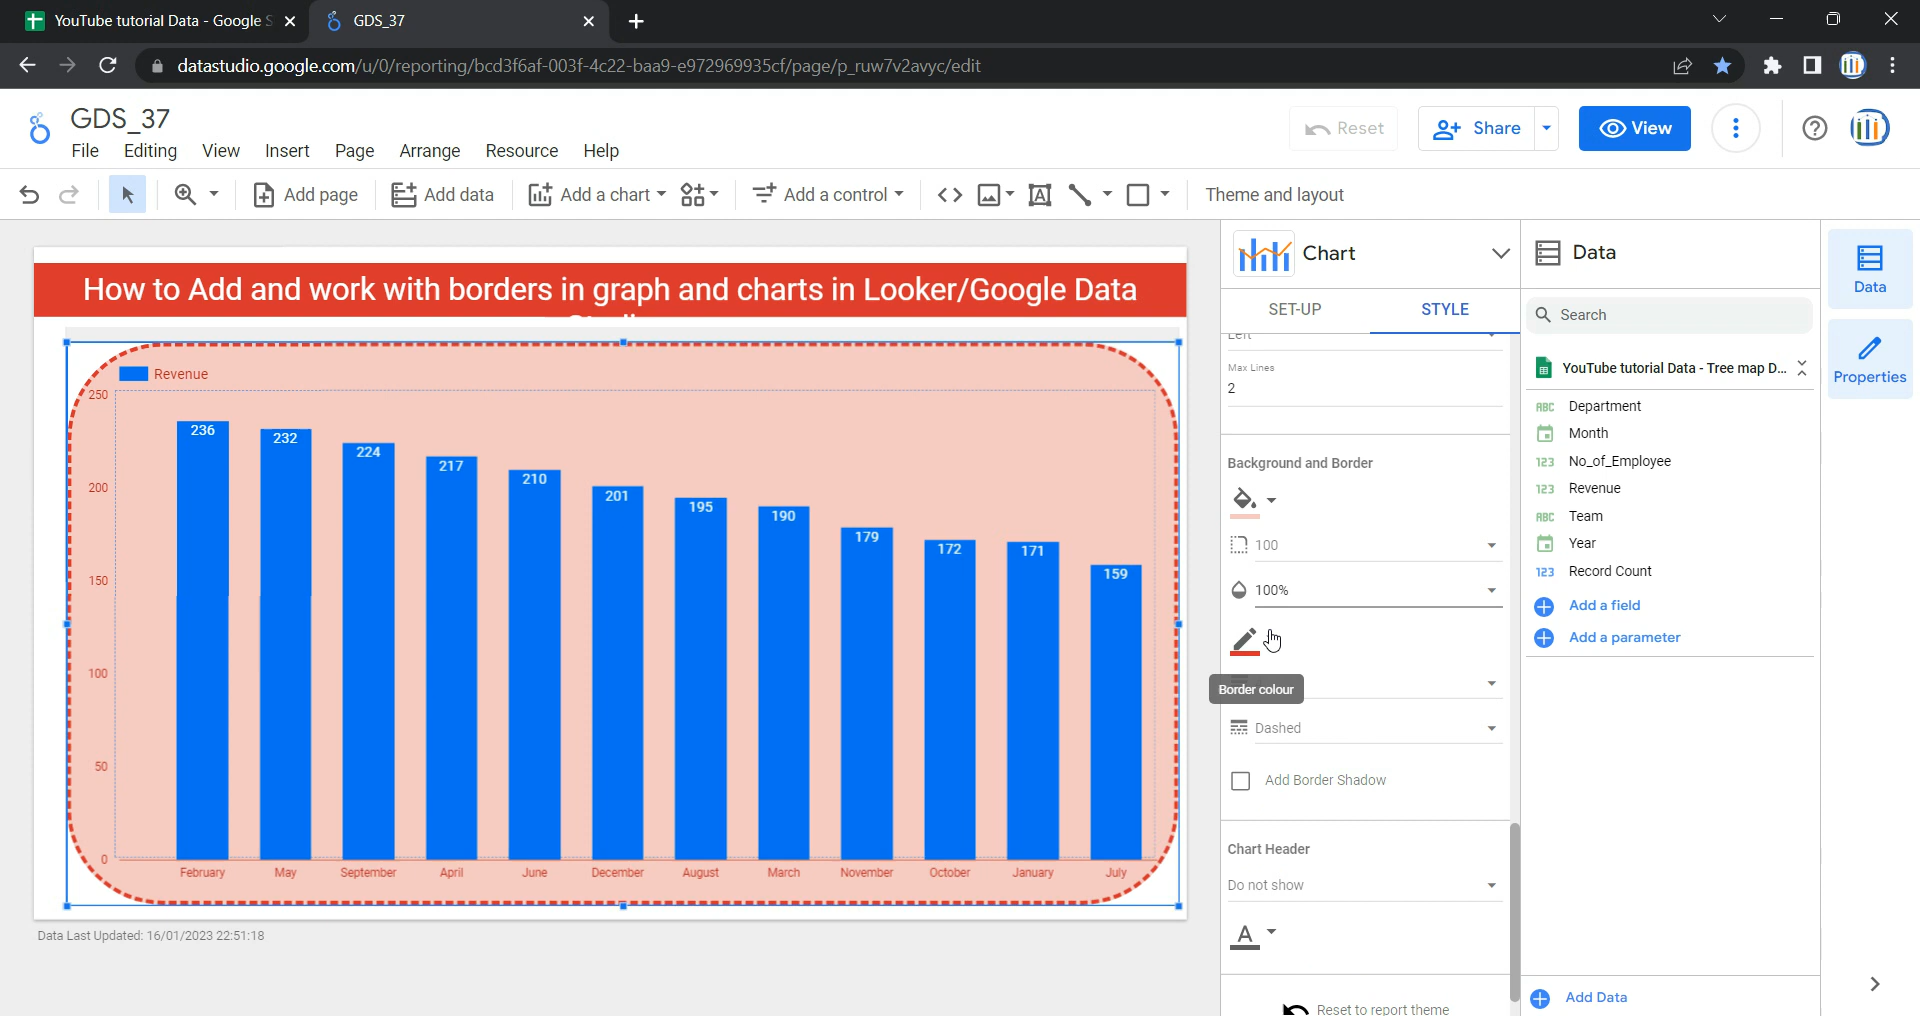 YouTube tutorial Data - Google S
GDS_37
datastudio.google.com/u/0/reporting/bcd3f6af-003f-4c22-baa9-e972969935cf/page/p_ruw7v2avyc/edit
GDS_37
Reset
Share
View
File Editing View Insert Page Arrange Resource Help
Add page
Add data
Add a chart
Add a control
Theme and layout
How to Add and work with borders in graph and charts in Looker/Google Data
Revenue
250
200
150
100
50
0
236
232
224
217
210
201
195
190
179
172
171
159
February May September April June December August March November October January July
Data Last Updated: 16/01/2023 22:51:18
Chart
SET-UP STYLE
Left
Max Lines
2
Background and Border
100
100%
Border colour
Dashed
Add Border Shadow
Chart Header
Do not show
A
Reset to report theme
Data
Search
YouTube tutorial Data - Tree map D...
ABC Department
Month
123 No_of_Employee
123 Revenue
ABC Team
Year
123 Record Count
Add a field
Add a parameter
Add Data
Data
Properties